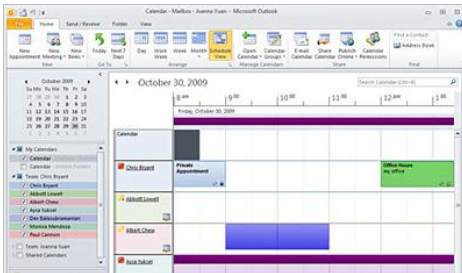 Calendar - Mailbox - Joanna Yuan - Microsoft Outlook
File Home Send / Receive Folder View
New Appointment
New Meeting
New Items
Today
Next 7 Days
Day
Work Week
Week
Month
Schedule View
Open Calendar
Calendar Groups
E-mail Calendar
Share Calendar
Publish Online
Calendar Permissions
Find a Contact
Address Book
New Go To Arrange Manage Calendars Share Find
October 2009
Su Mo Tu We Th Fr Sa
27 28 29 30 1 2 3
4 5 6 7 8 9 10
11 12 13 14 15 16 17
18 19 20 21 22 23 24
25 26 27 28 29 30 31
1 2 3 4 5 6 7
My Calendars
Calendar
Calendar
Team: Chris Bryant
Chris Bryant
Abbott Lowell
Albert Chew
Ayca Yuksel
Dev Balasubramanian
Monica Mendoza
Paul Cannon
Team: Joanna Yuan
Shared Calendars
October 30, 2009
Search Calendar (Ctrl+E)
8 am 9 00 10 00 11 00 12 pm 1 00
Friday, October 30, 2009
Calendar
Chris Bryant
Private Appointment
Office Hours
my office
Abbott Lowell
Albert Chew
Ayca Yuksel